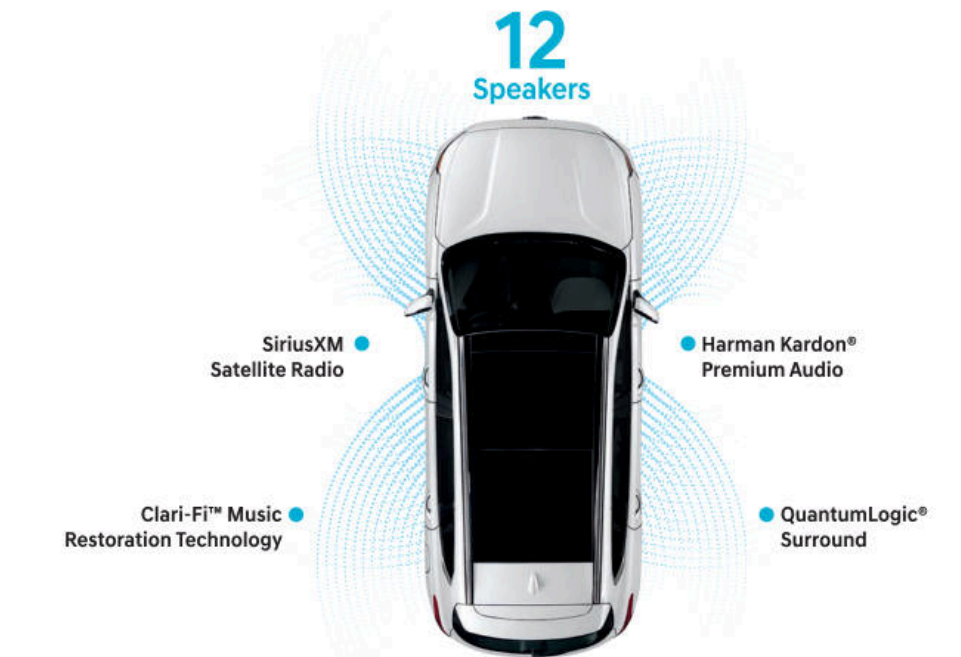 12
Speakers
SiriusXM
Satellite Radio
Harman Kardon®
Premium Audio
Clari-Fi™ Music
Restoration Technology
QuantumLogic®
Surround